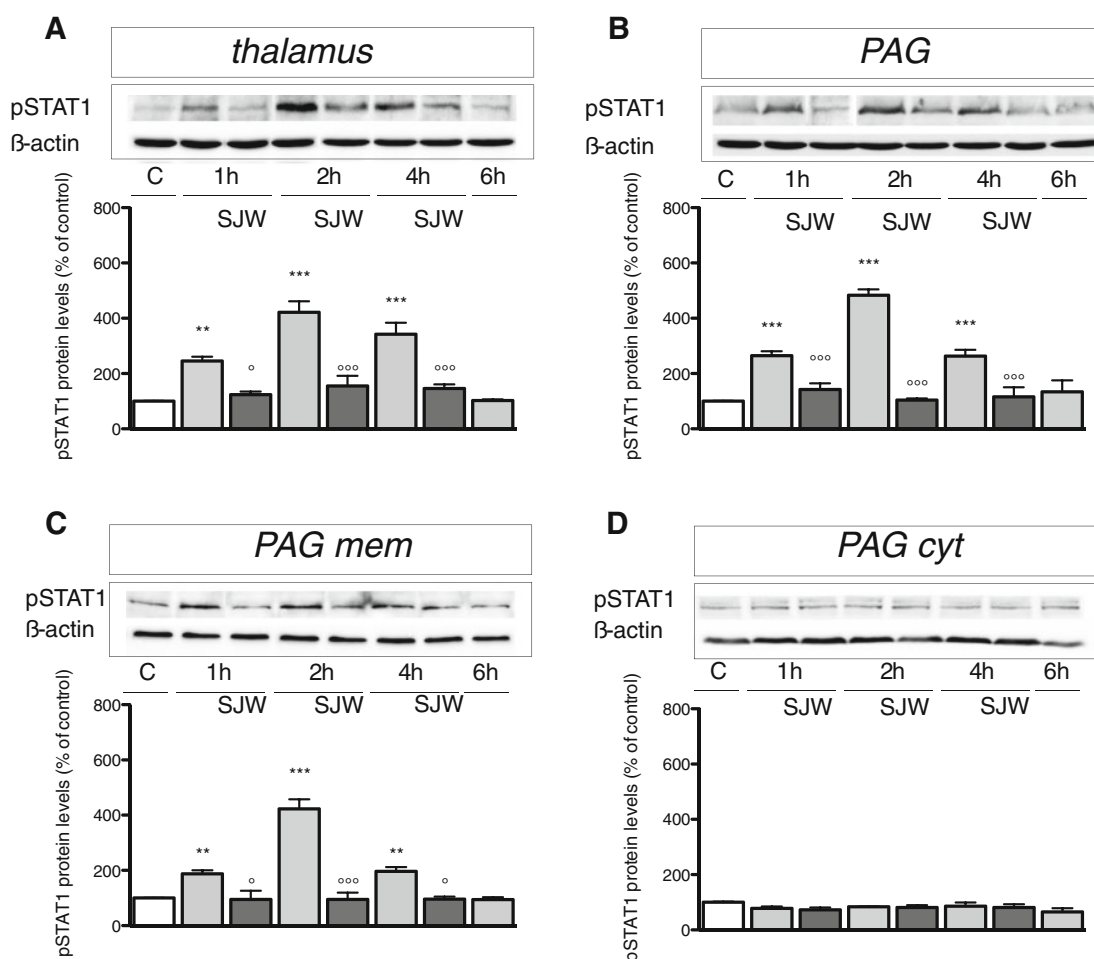 A
thalamus
pSTAT1
ß-actin
C 1h 2h 4h 6h
SJW SJW SJW
pSTAT1 protein levels (% of control)
800
600
400
200
0
** ° *** °°° *** °°°
B
PAG
pSTAT1
ß-actin
C 1h 2h 4h 6h
SJW SJW SJW
pSTAT1 protein levels (% of control)
800
600
400
200
0
*** °°° *** °°° *** °°°
C
PAG mem
pSTAT1
ß-actin
C 1h 2h 4h 6h
SJW SJW SJW
pSTAT1 protein levels (% of control)
800
600
400
200
0
** ° *** °°° ** °
D
PAG cyt
pSTAT1
ß-actin
C 1h 2h 4h 6h
SJW SJW SJW
pSTAT1 protein levels (% of control)
800
600
400
200
0